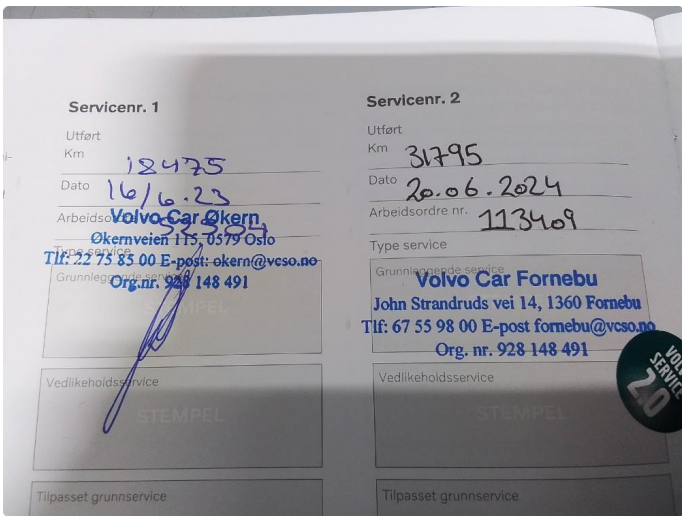 Servicenr. 1
Utført
Km 18475
Dato 16/6.23
Arbeidso
Volvo Car Økern
Økernveien 115, 0579 Oslo
Type service
Tlf: 22 75 85 00 E-post: okern@vcso.no
Grunnleggende service
Org.nr. 928 148 491
STEMPEL
Vedlikeholdsservice
STEMPEL
Tilpasset grunnservice
Servicenr. 2
Utført
Km 31795
Dato 20.06.2024
Arbeidsordre nr. 113409
Type service
Grunnleggende service
Volvo Car Fornebu
John Strandruds vei 14, 1360 Fornebu
Tlf: 67 55 98 00 E-post fornebu@vcso.no
Org. nr. 928 148 491
Vedlikeholdsservice
STEMPEL
Tilpasset grunnservice
VOLV
SERVICE
2.0